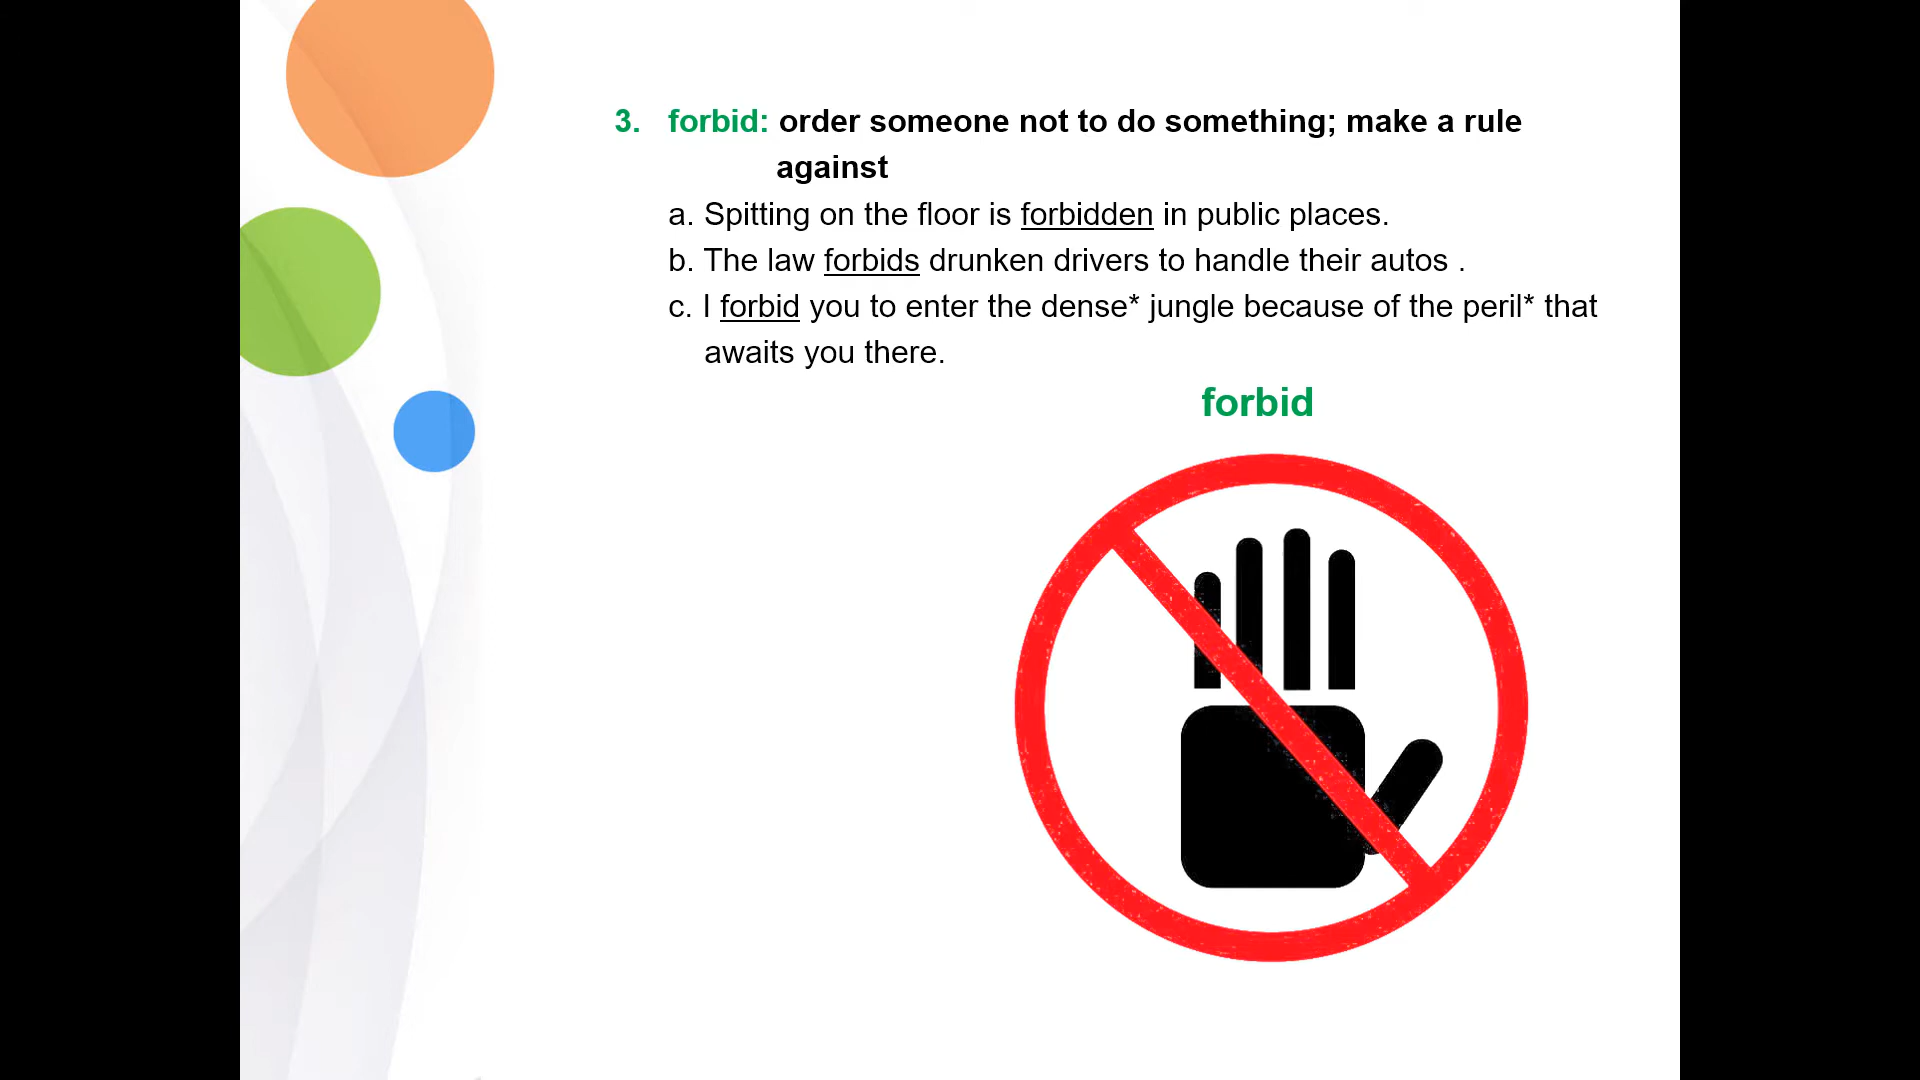 3. forbid: order someone not to do something; make a rule
against
a. Spitting on the floor is forbidden in public places.
b. The law forbids drunken drivers to handle their autos .
c. I forbid you to enter the dense* jungle because of the peril* that
awaits you there.
forbid